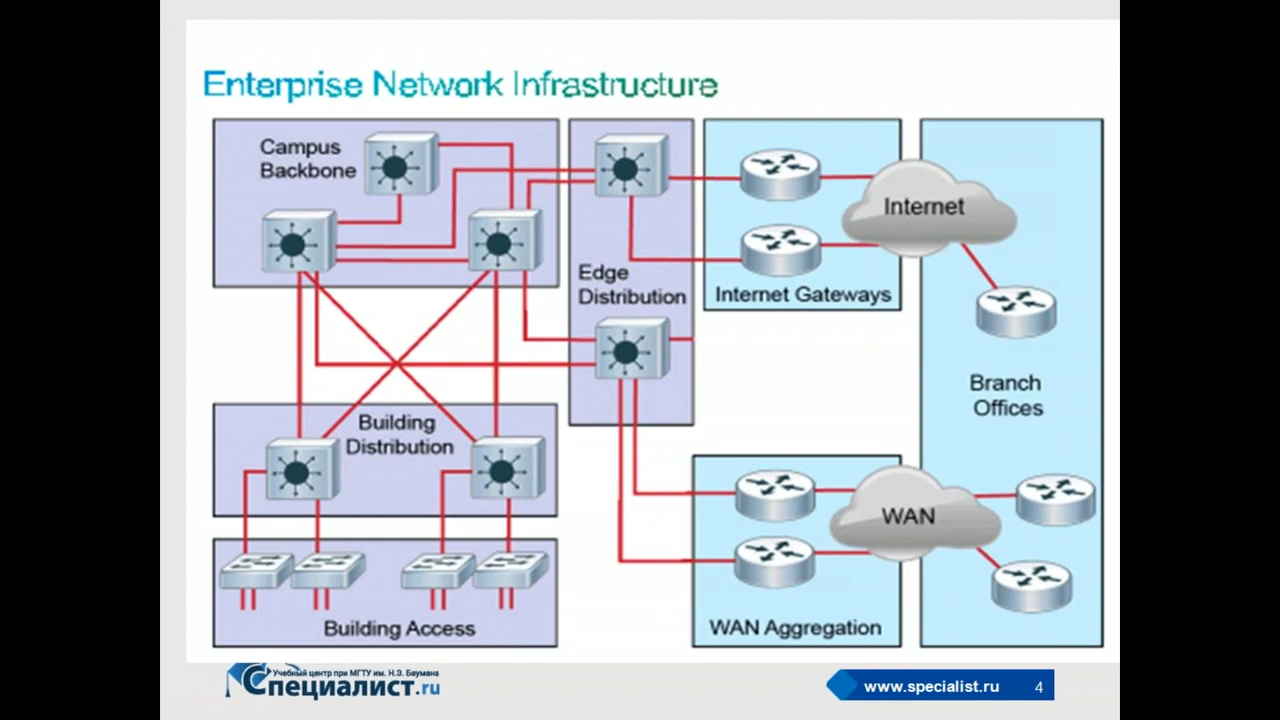 Enterprise Network Infrastructure
Campus
Backbone
Edge
Distribution
Internet Gateways
Internet
Branch
Offices
Building
Distribution
Building Access
WAN
WAN Aggregation
Учебный центр при МГТУ им. Н.Э. Баумана
Специалист.ru
www.specialist.ru
4